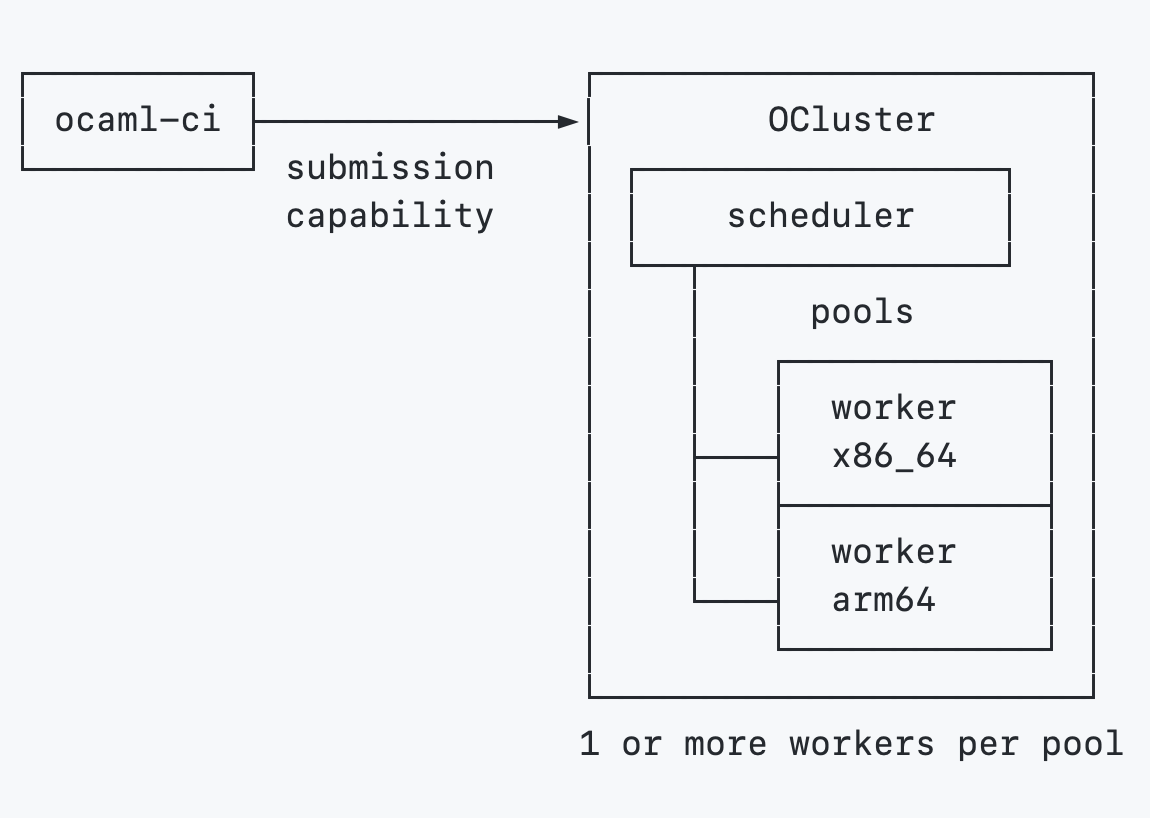 ocaml-ci
submission
capability
OCluster
scheduler
pools
worker
x86_64
worker
arm64
1 or more workers per pool